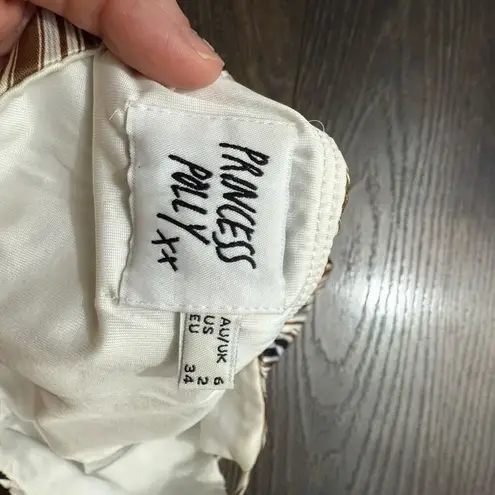 PRINCESS
POLLY xx
AU/UK 6
US 2
EU 34